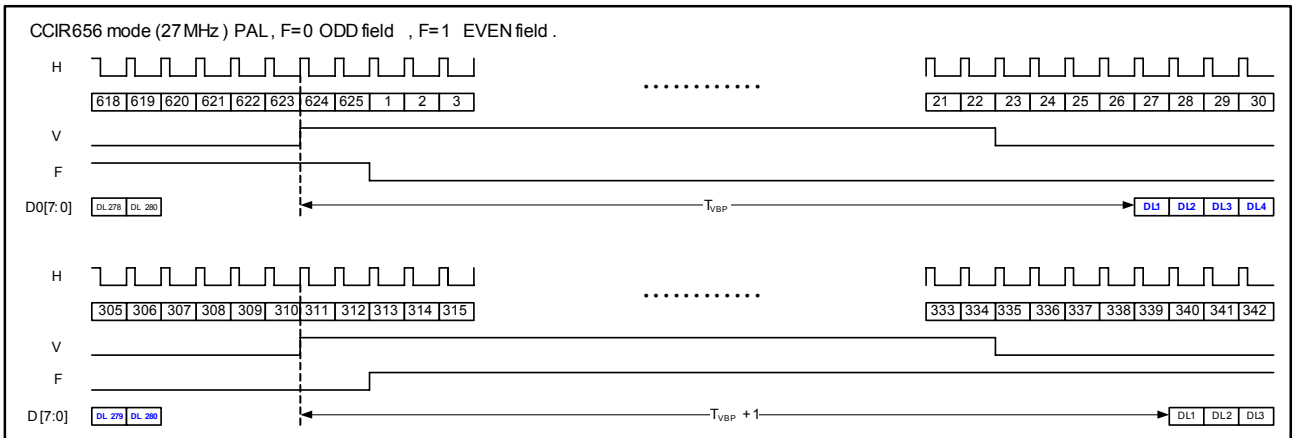 CCIR656 mode (27MHz) PAL, F=0 ODD field , F=1 EVEN field .
H
618 619 620 621 622 623 624 625 1 2 3 ............ 21 22 23 24 25 26 27 28 29 30
V
F
D0[7:0] DL 278 DL 280 TVBP DL1 DL2 DL3 DL4
H
305 306 307 308 309 310 311 312 313 314 315 ............ 333 334 335 336 337 338 339 340 341 342
V
F
D[7:0] DL 279 DL 280 TVBP +1 DL1 DL2 DL3